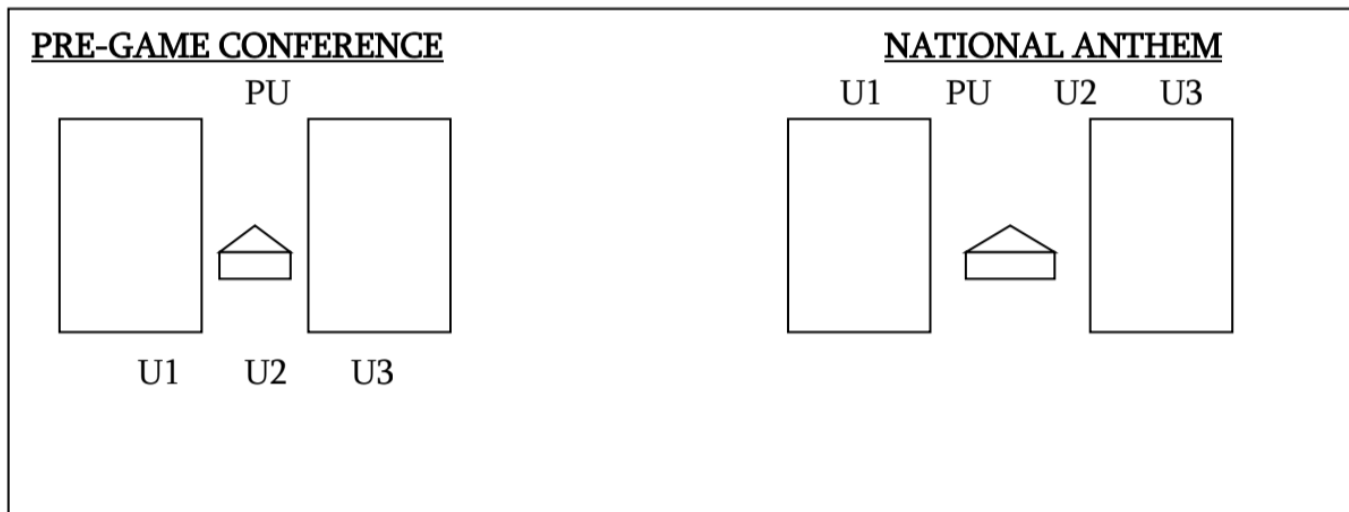 PRE-GAME CONFERENCE
PU
U1 U2 U3
NATIONAL ANTHEM
U1 PU U2 U3